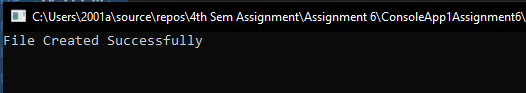 C:\Users\2001a\source\repos\4th Sem Assignment\Assignment 6\ConsoleApp1Assignment6\
File Created Successfully